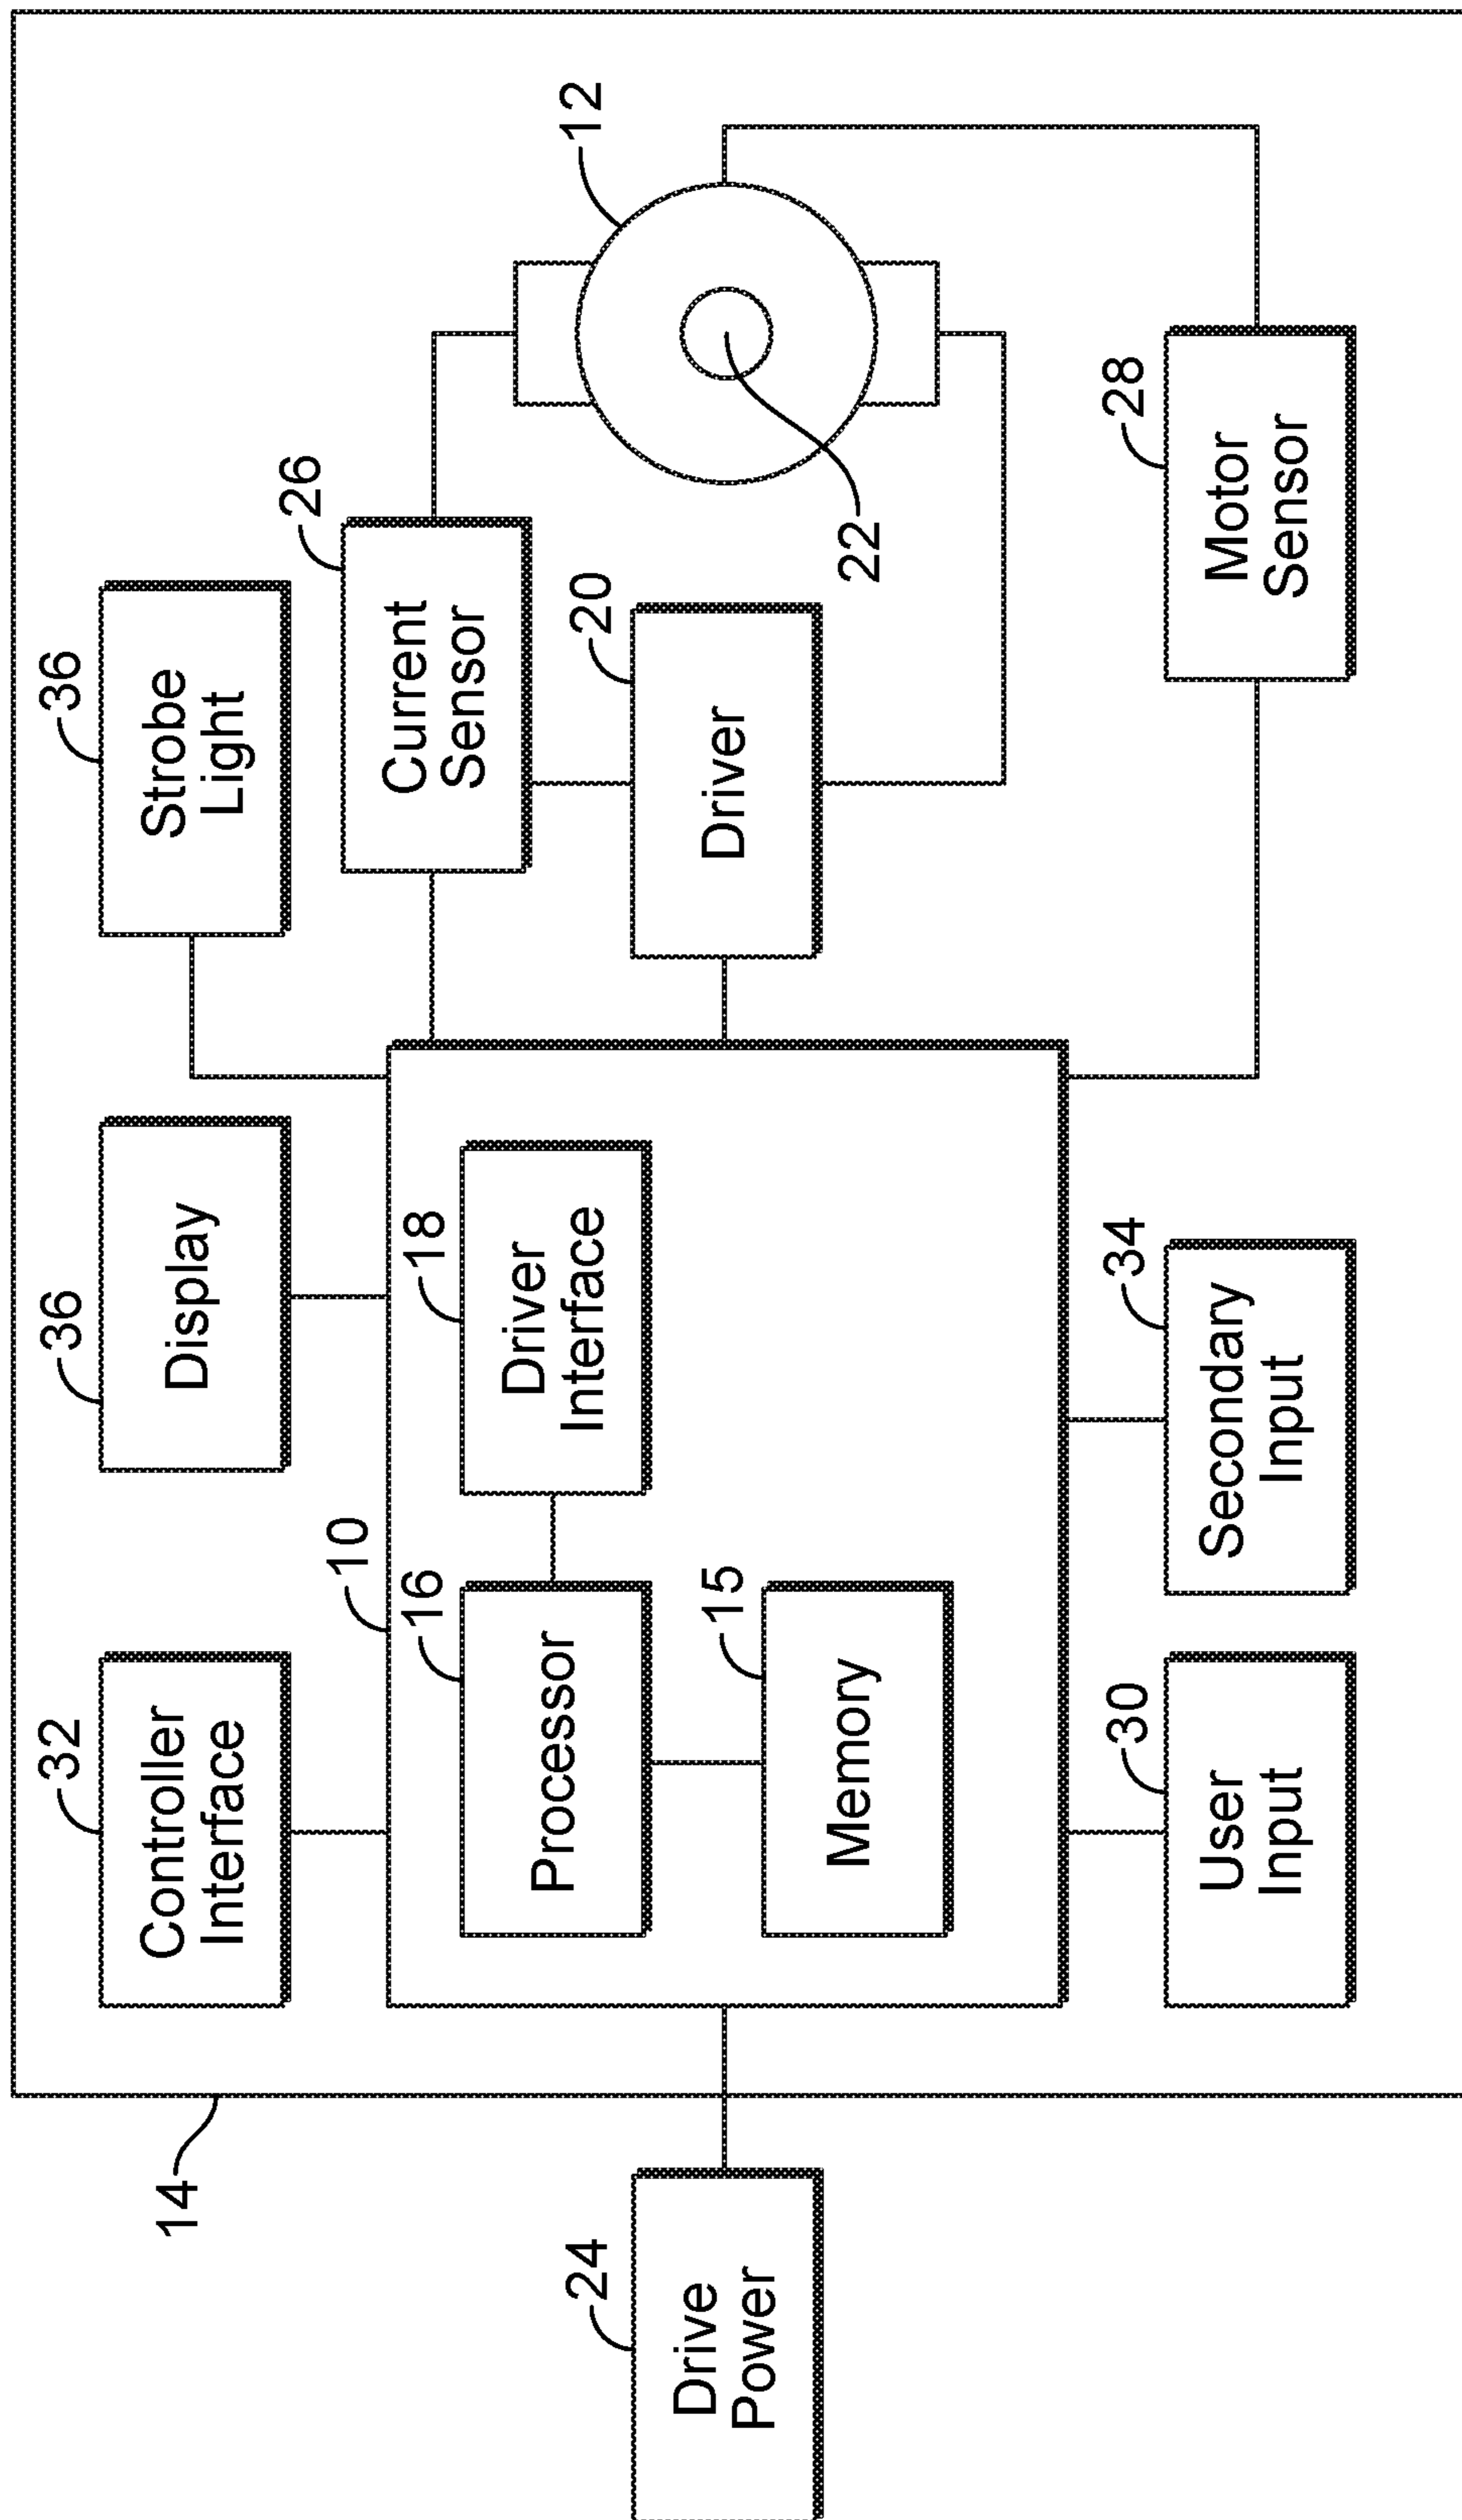 14
32
Controller
Interface
36
Display
36
Strobe
Light
10
26
Current
Sensor
12
16
Processor
18
Driver
Interface
24
Drive
Power
20
Driver
22
15
Memory
30
User
Input
34
Secondary
Input
28
Motor
Sensor